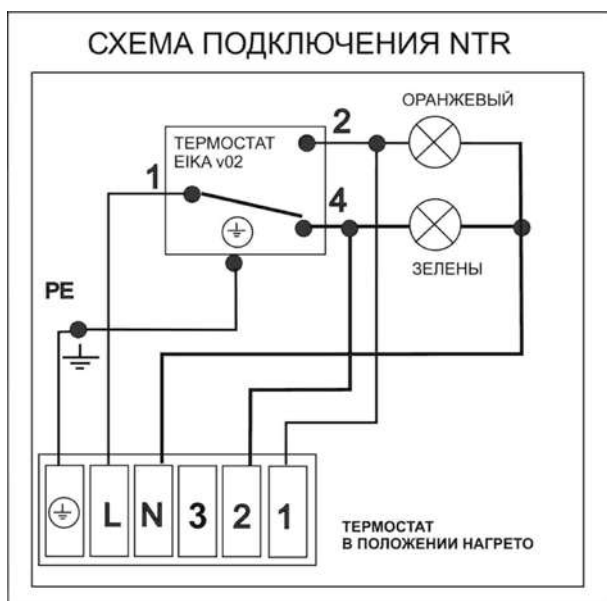 СХЕМА ПОДКЛЮЧЕНИЯ NTR
ОРАНЖЕВЫЙ
2
ТЕРМОСТАТ
EIKA v02
1
4
ЗЕЛЕНЫ
PE
L N 3 2 1
ТЕРМОСТАТ
В ПОЛОЖЕНИИ НАГРЕТО